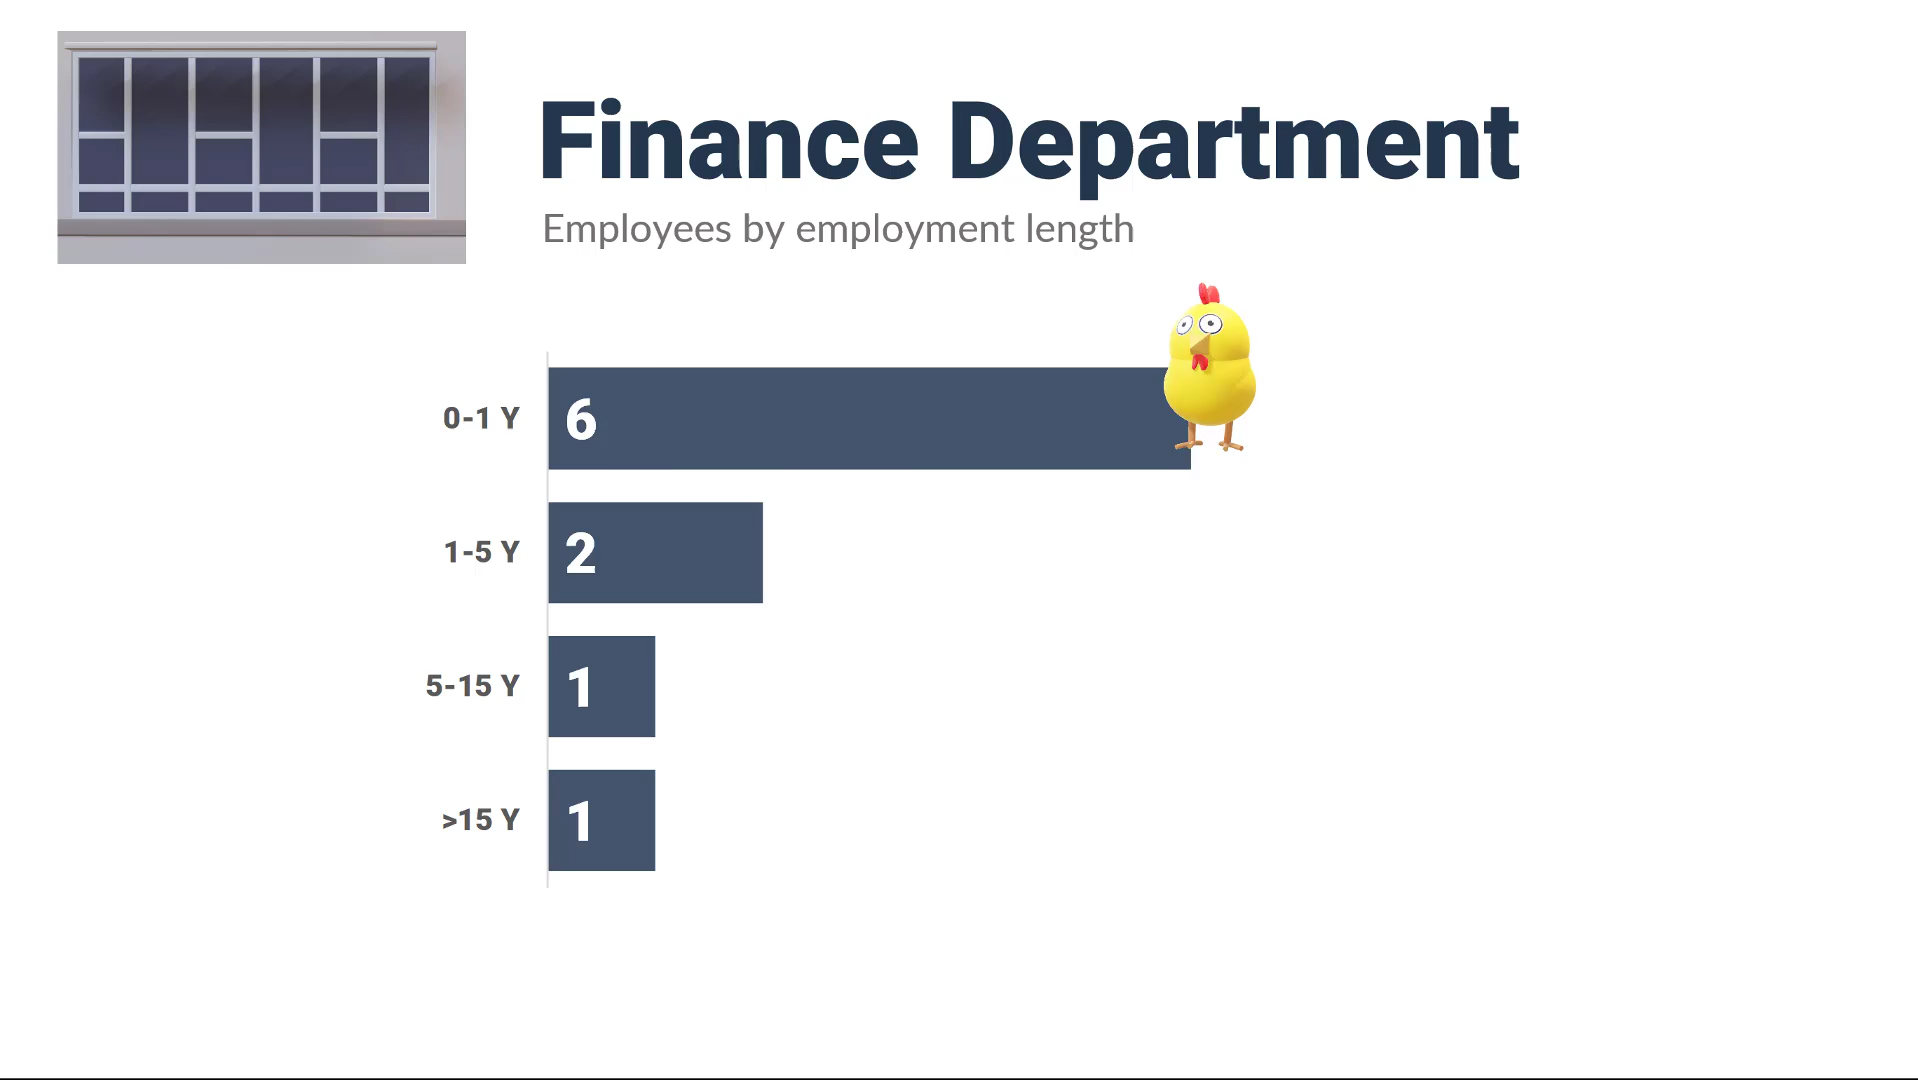 Finance Department
Employees by employment length
0-1 Y 6
1-5 Y 2
5-15 Y 1
>15 Y 1